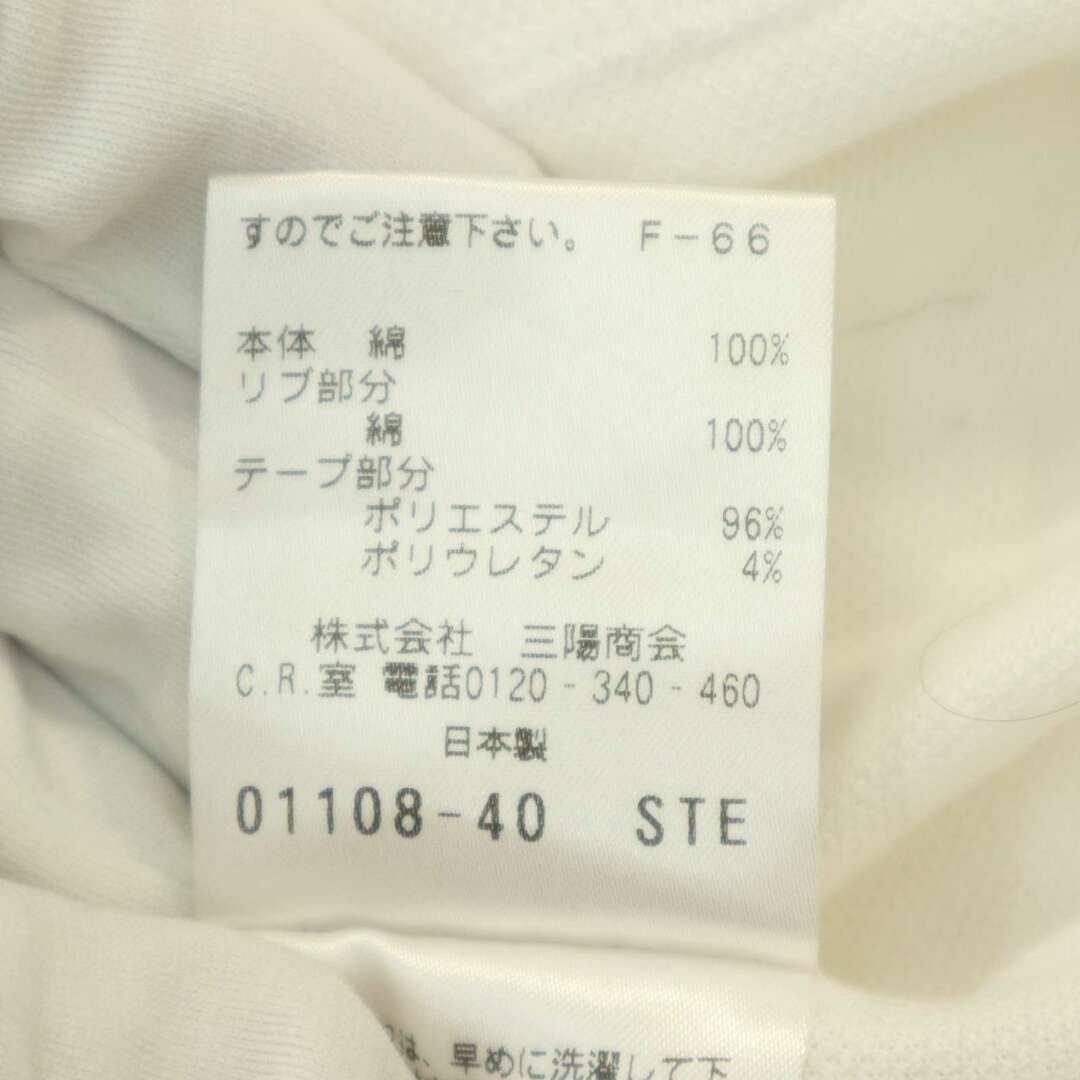 すのでご注意下さい。 F-66
本体 綿 100%
リブ部分
綿 100%
テープ部分
ポリエステル 96%
ポリウレタン 4%
株式会社 三陽商会
C.R.室 電話0120-340-460
日本製
01108-40 STE
は、早めに洗濯して下